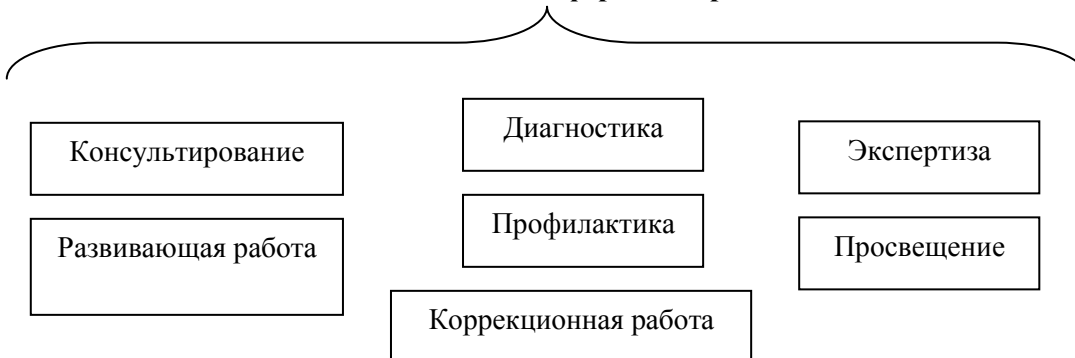 Диагностика
Консультирование
Экспертиза
Профилактика
Развивающая работа
Просвещение
Коррекционная работа